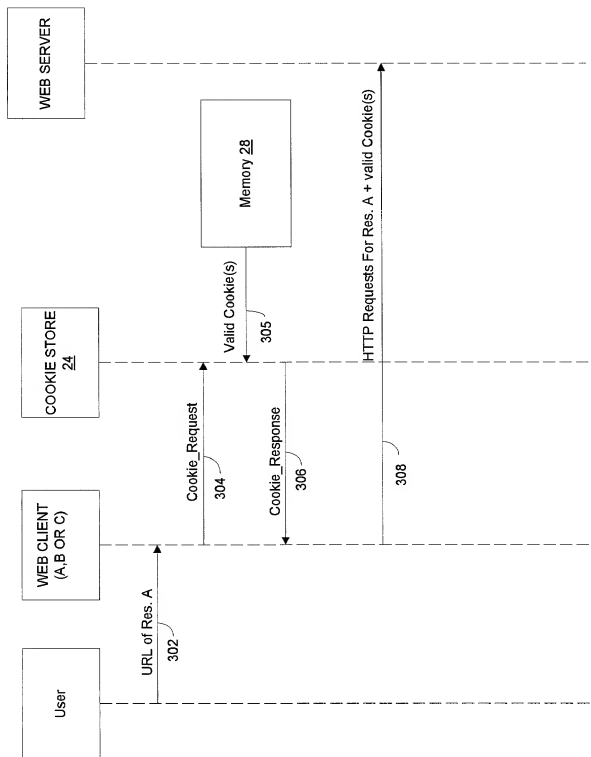 User
WEB CLIENT
(A,B OR C)
COOKIE STORE
24
WEB SERVER
URL of Res. A
302
Cookie_Request
304
Memory 28
Valid Cookie(s)
305
Cookie_Response
306
HTTP Requests For Res. A + valid Cookie(s)
308